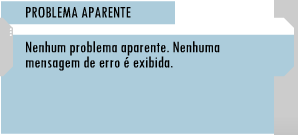 PROBLEMA APARENTE
Nenhum problema aparente. Nenhuma
mensagem de erro é exibida.